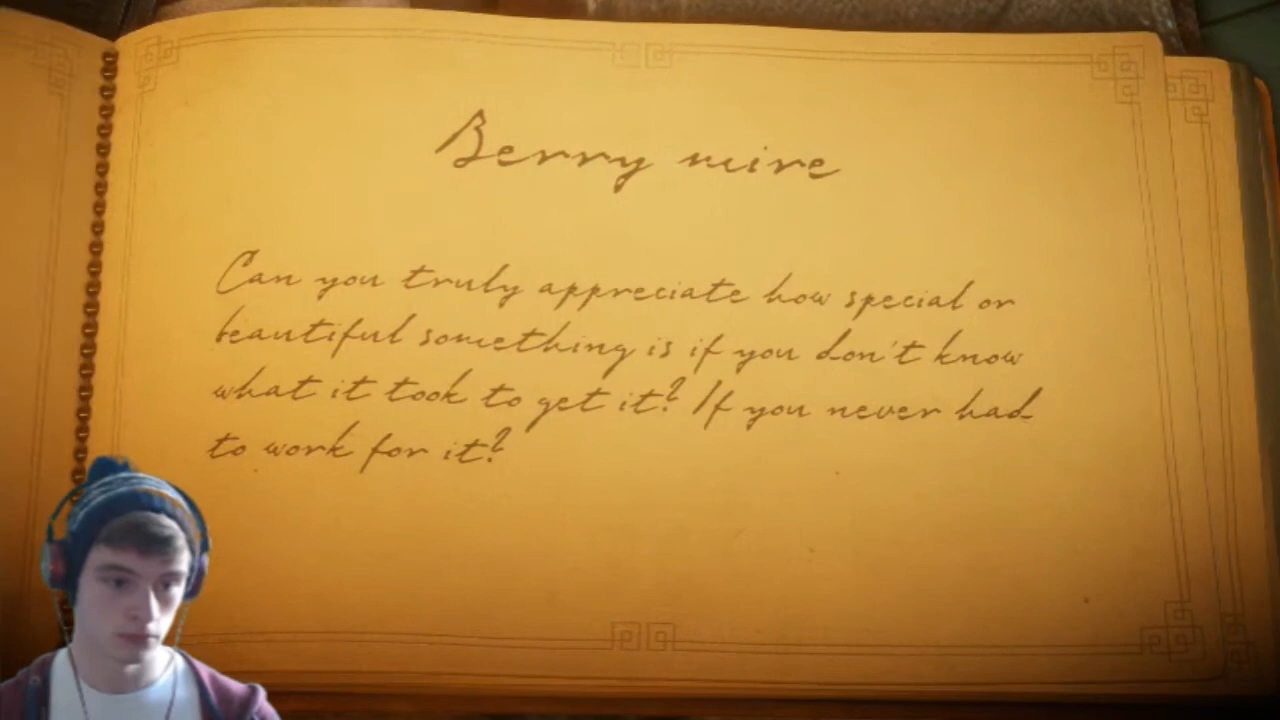 Berry mire
Can you truly appreciate how special or
beautiful something is if you don't know
what it took to get it? If you never had
to work for it?